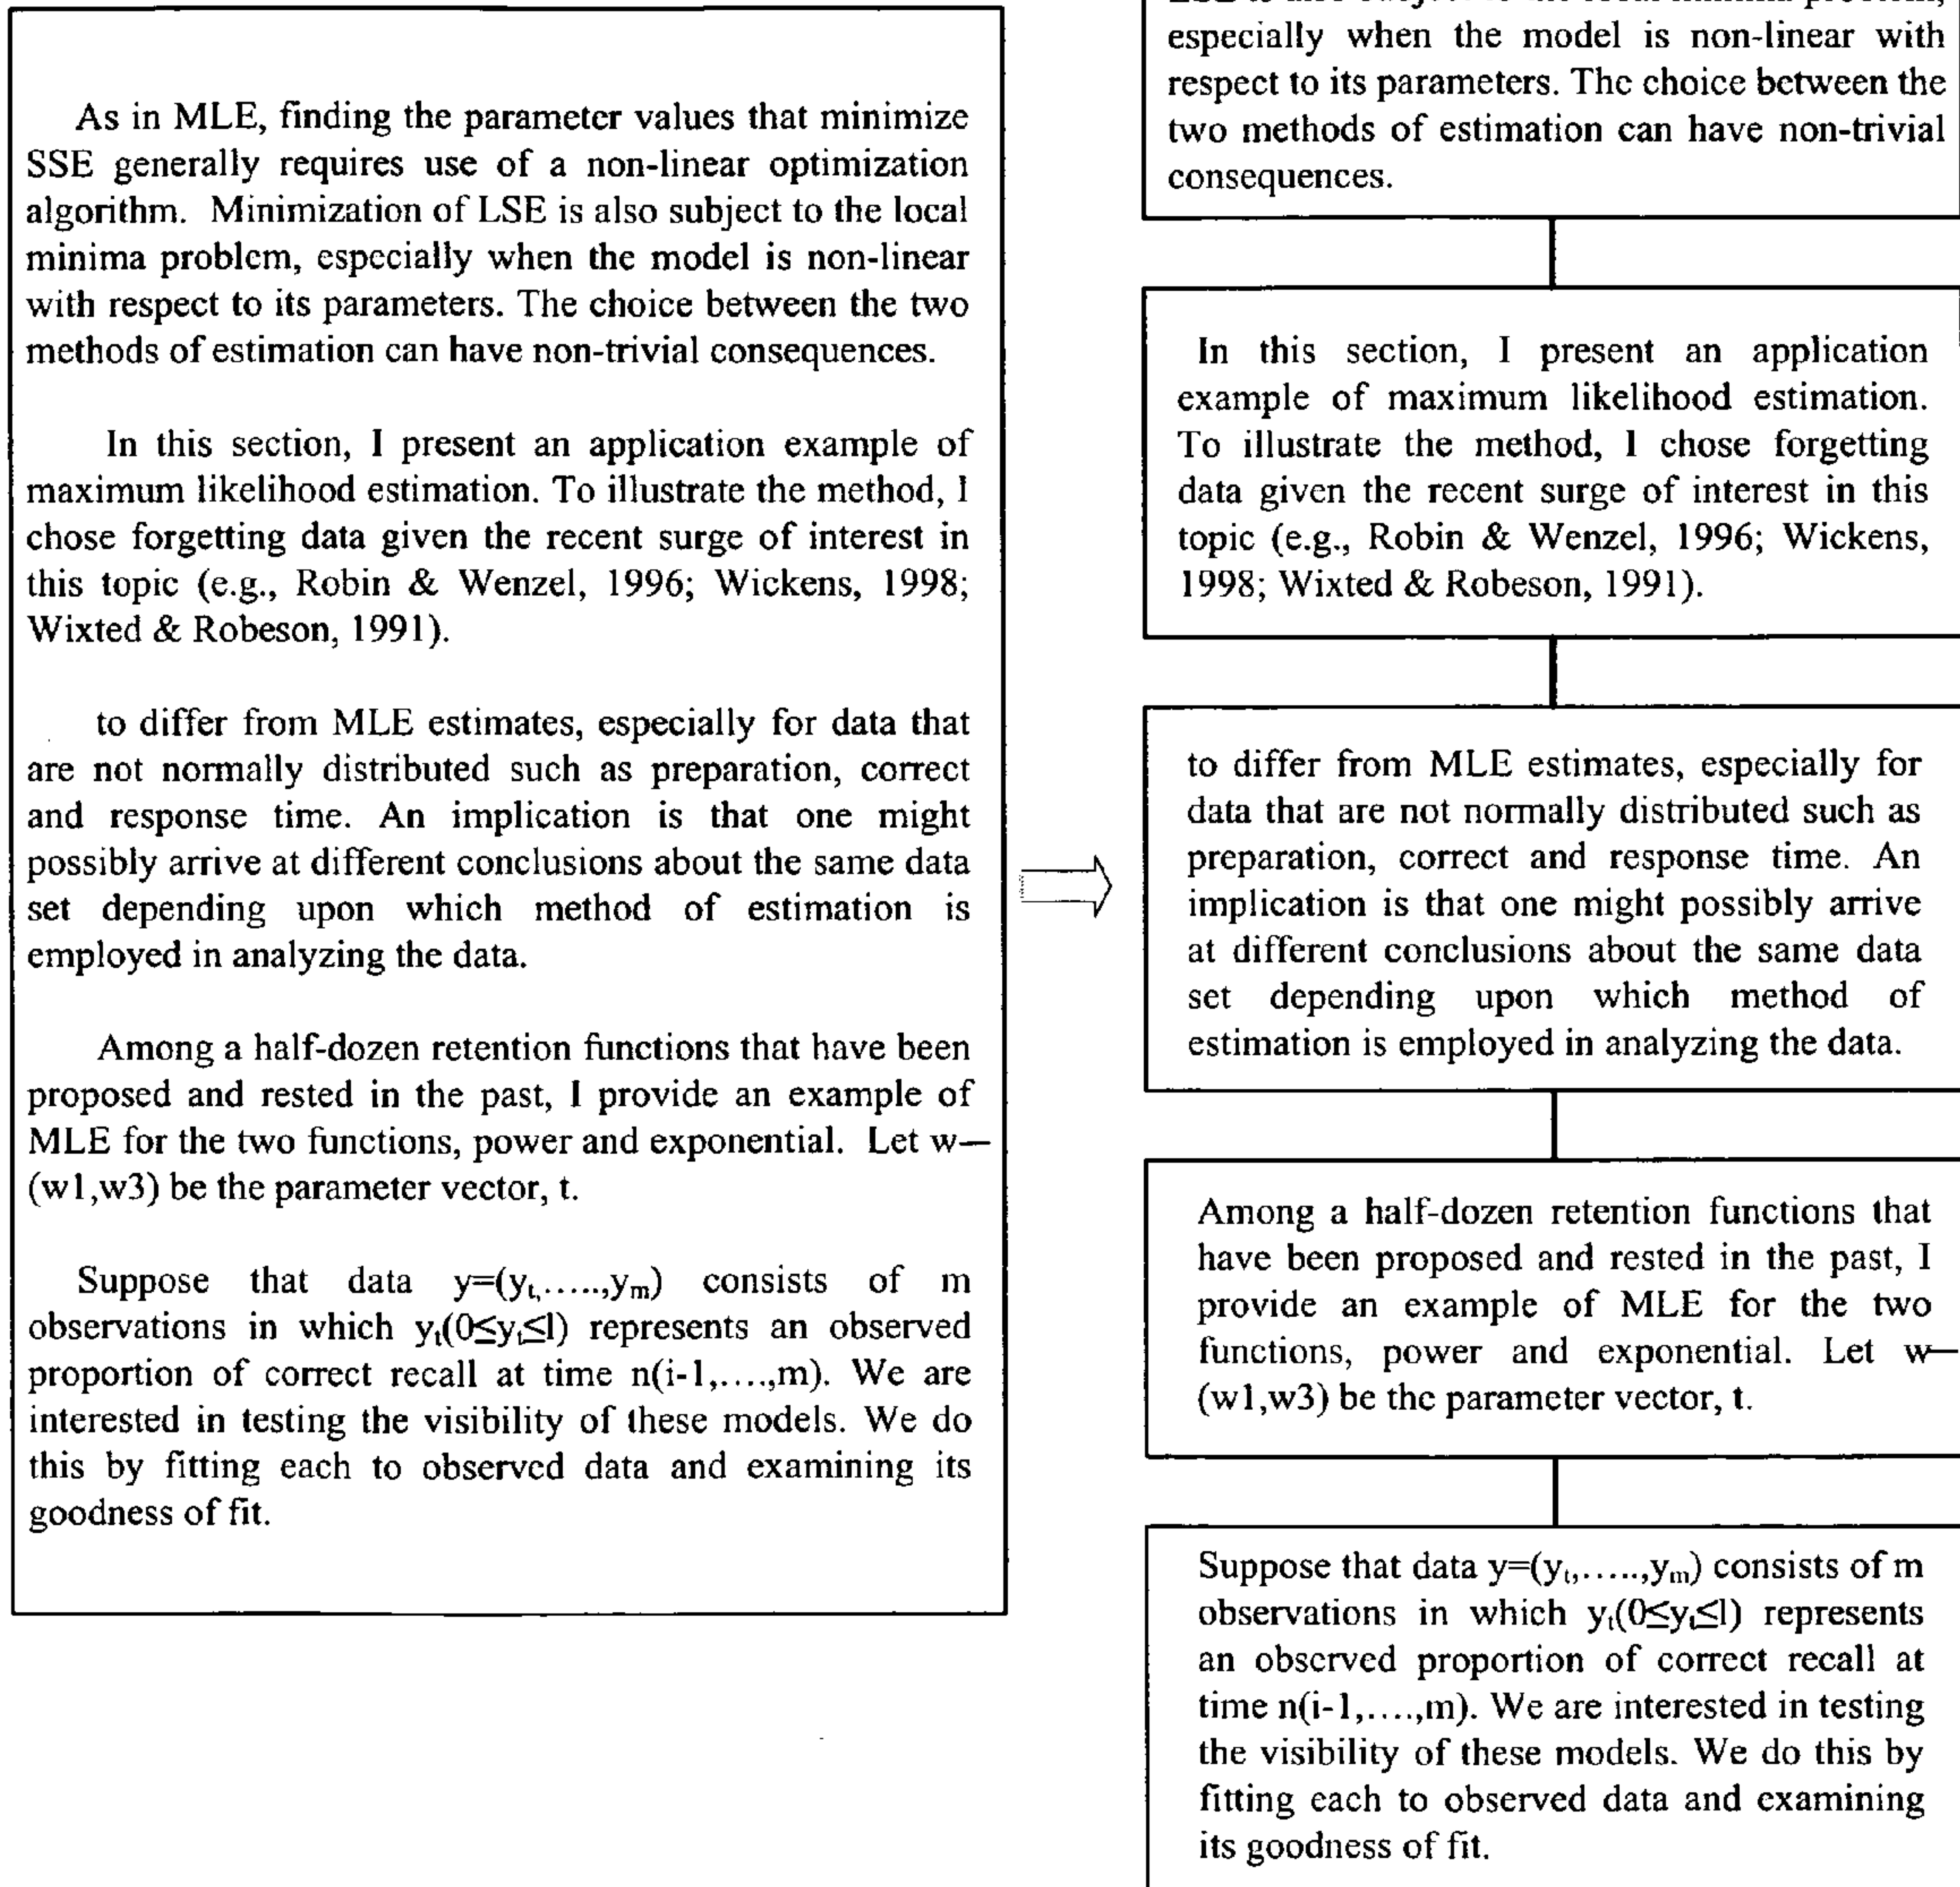 As in MLE, finding the parameter values that minimize
SSE generally requires use of a non-linear optimization
algorithm. Minimization of LSE is also subject to the local
minima problem, especially when the model is non-linear
with respect to its parameters. The choice between the two
methods of estimation can have non-trivial consequences.
In this section, I present an application example of
maximum likelihood estimation. To illustrate the method, I
chose forgetting data given the recent surge of interest in
this topic (e.g., Robin & Wenzel, 1996; Wickens, 1998;
Wixted & Robeson, 1991).
to differ from MLE estimates, especially for data that
are not normally distributed such as preparation, correct
and response time. An implication is that one might
possibly arrive at different conclusions about the same data
set depending upon which method of estimation is
employed in analyzing the data.
Among a half-dozen retention functions that have been
proposed and rested in the past, I provide an example of
MLE for the two functions, power and exponential. Let w—
(w1,w3) be the parameter vector, t.
Suppose that data y=(yt,.....,ym) consists of m
observations in which yt(0≤yt≤l) represents an observed
proportion of correct recall at time n(i-1,....,m). We are
interested in testing the visibility of these models. We do
this by fitting each to observed data and examining its
goodness of fit.
especially when the model is non-linear with
respect to its parameters. The choice between the
two methods of estimation can have non-trivial
consequences.
In this section, I present an application
example of maximum likelihood estimation.
To illustrate the method, I chose forgetting
data given the recent surge of interest in this
topic (e.g., Robin & Wenzel, 1996; Wickens,
1998; Wixted & Robeson, 1991).
to differ from MLE estimates, especially for
data that are not normally distributed such as
preparation, correct and response time. An
implication is that one might possibly arrive
at different conclusions about the same data
set depending upon which method of
estimation is employed in analyzing the data.
Among a half-dozen retention functions that
have been proposed and rested in the past, I
provide an example of MLE for the two
functions, power and exponential. Let w—
(w1,w3) be the parameter vector, t.
Suppose that data y=(yt,.....,ym) consists of m
observations in which yt(0≤yt≤l) represents
an observed proportion of correct recall at
time n(i-1,....,m). We are interested in testing
the visibility of these models. We do this by
fitting each to observed data and examining
its goodness of fit.